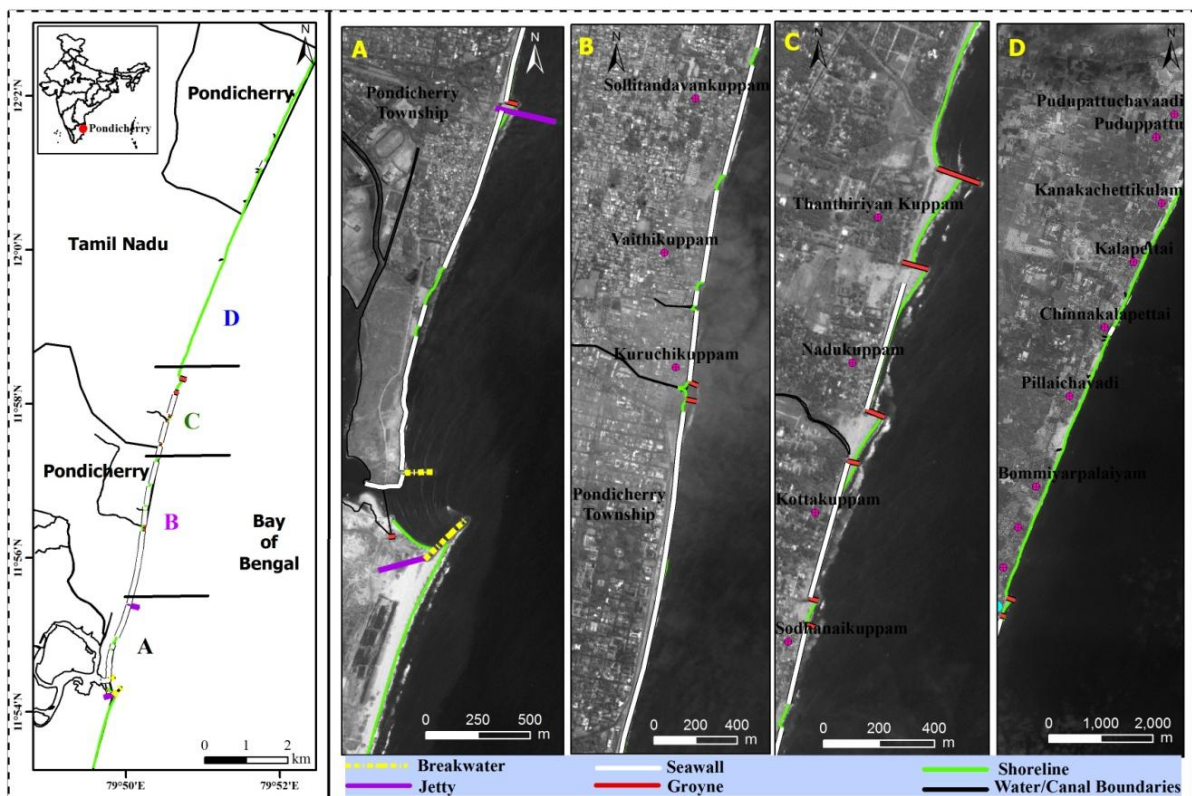 N
Pondicherry
Pondicherry
Tamil Nadu
D
C
Pondicherry
B
Bay
of
Bengal
A
12°2'N
12°0'N
11°58'N
11°56'N
11°54'N
0 1 2
km
79°50'E 79°52'E
A
N
Pondicherry
Township
0 250 500
m
B
N
Sollitandavankuppam
Vaithikuppam
Kuruchikuppam
Pondicherry
Township
0 200 400
m
C
N
Thanthiriyan Kuppam
Nadukuppam
Kottakuppam
Sodhanaikuppam
0 200 400
m
D
N
Pudupattuchavaadi
Puduppattu
Kanakachettikulam
Kalapettai
Chinnakalapettai
Pillaichavadi
Bommiyarpalaiyam
0 1,000 2,000
m
Breakwater Seawall Shoreline
Jetty Groyne Water/Canal Boundaries